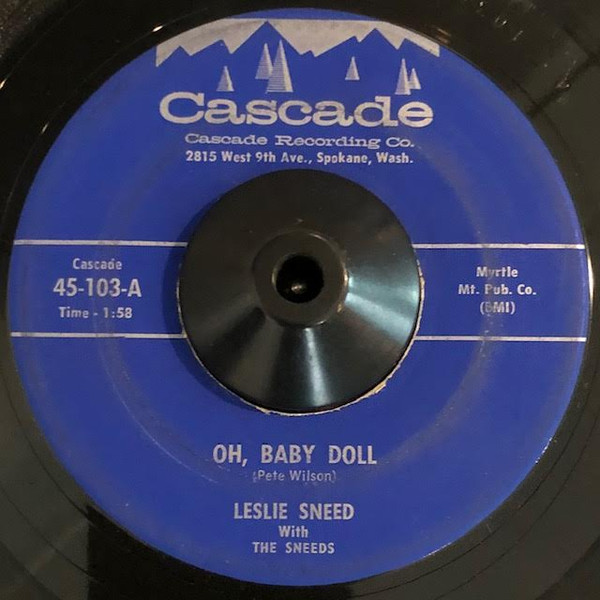 Cascade
Cascade Recording Co.
2815 West 9th Ave., Spokane, Wash.
Cascade
45-103-A
Time - 1:58
Myrtle
Mt. Pub. Co.
(BMI)
OH, BABY DOLL
(Pete Wilson)
LESLIE SNEED
With
THE SNEEDS